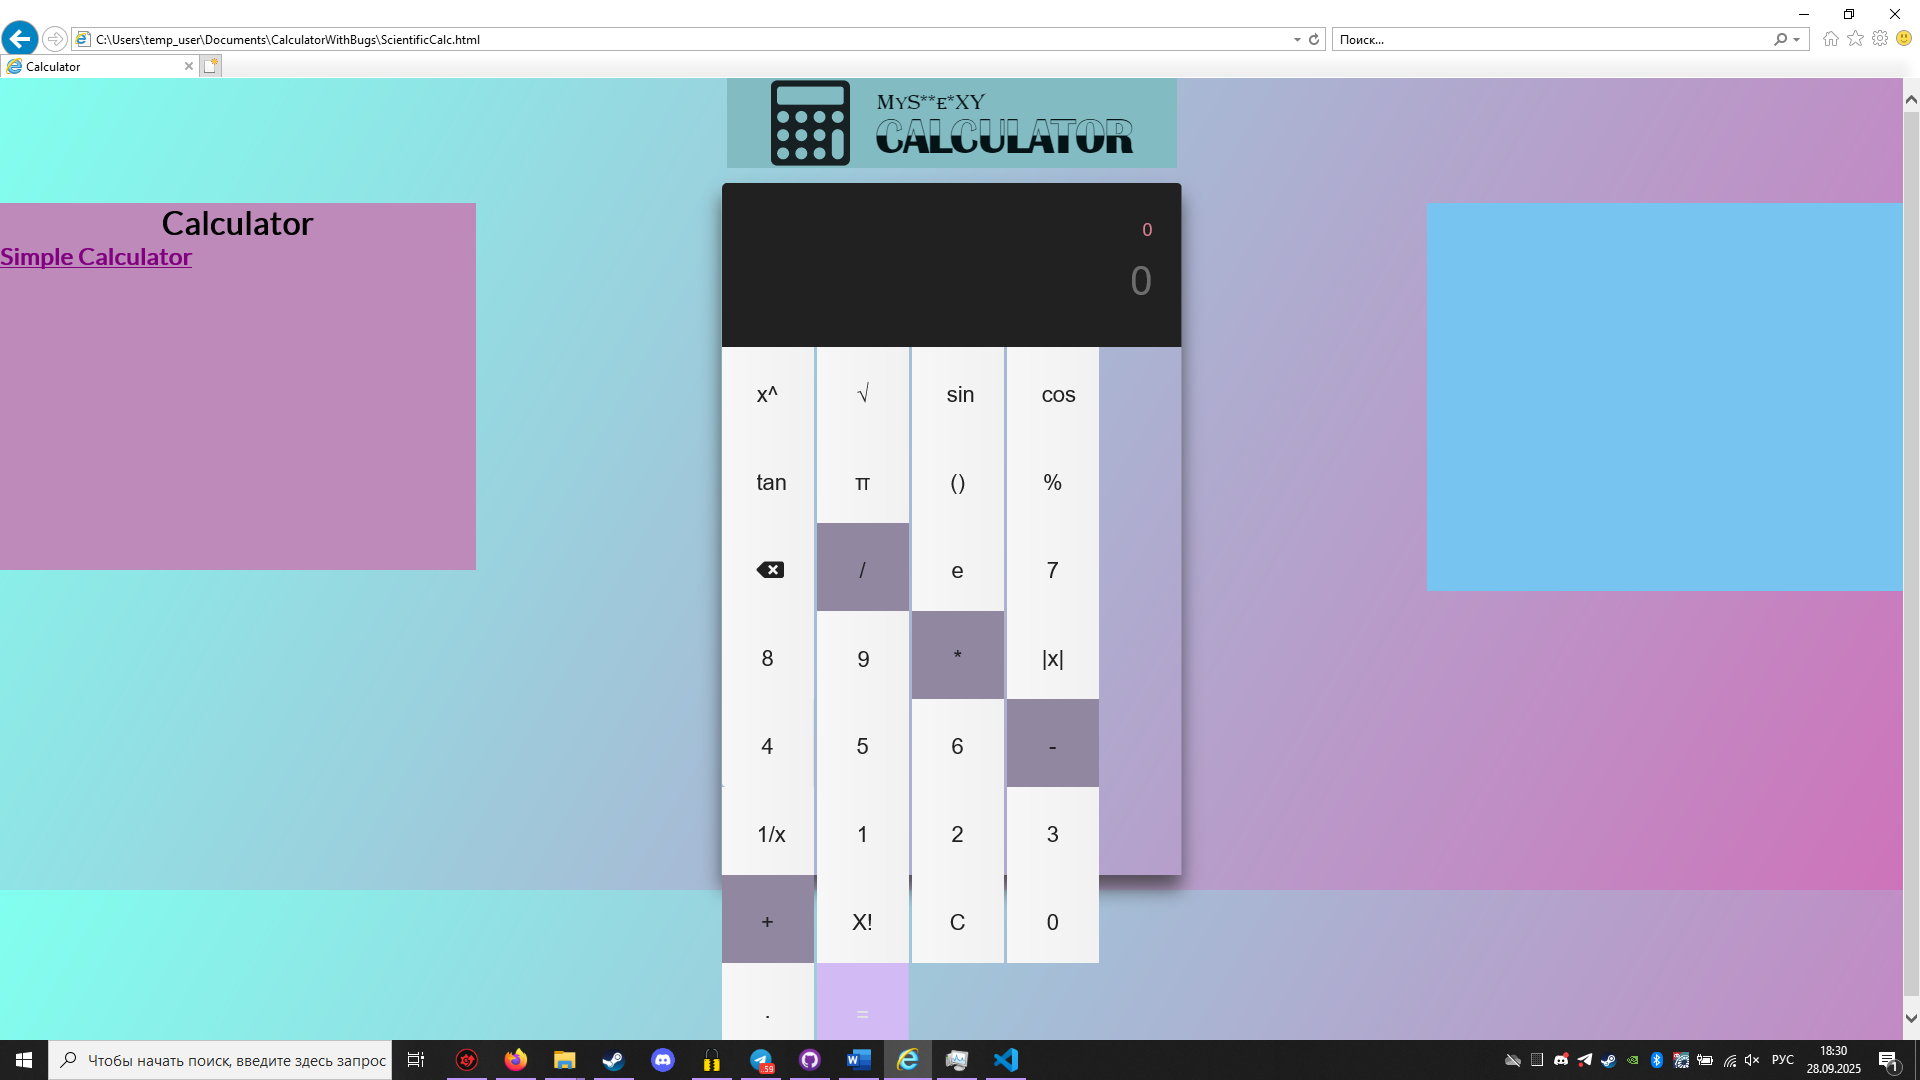 C:\Users\temp_user\Documents\CalculatorWithBugs\ScientificCalc.html
Поиск...
Calculator
MyS**e*XY
CALCULATOR
Calculator
Simple Calculator
0
0
x^ √ sin cos
tan π () %
/ e 7
8 9 * |x|
4 5 6 -
1/x 1 2 3
+ X! C 0
. =
Чтобы начать поиск, введите здесь запрос
.59
РУС
18:30
28.09.2025
1